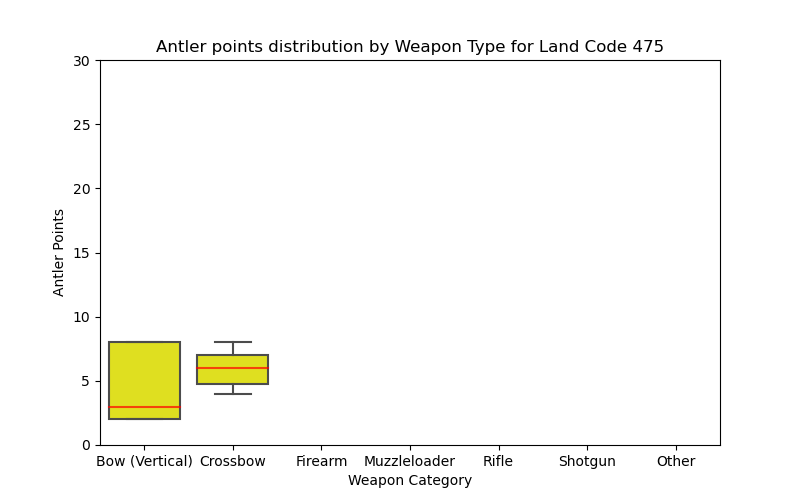 Antler points distribution by Weapon Type for Land Code 475
30
25
20
15
10
5
0
Antler Points
Bow (Vertical) Crossbow Firearm Muzzleloader Rifle Shotgun Other
Weapon Category